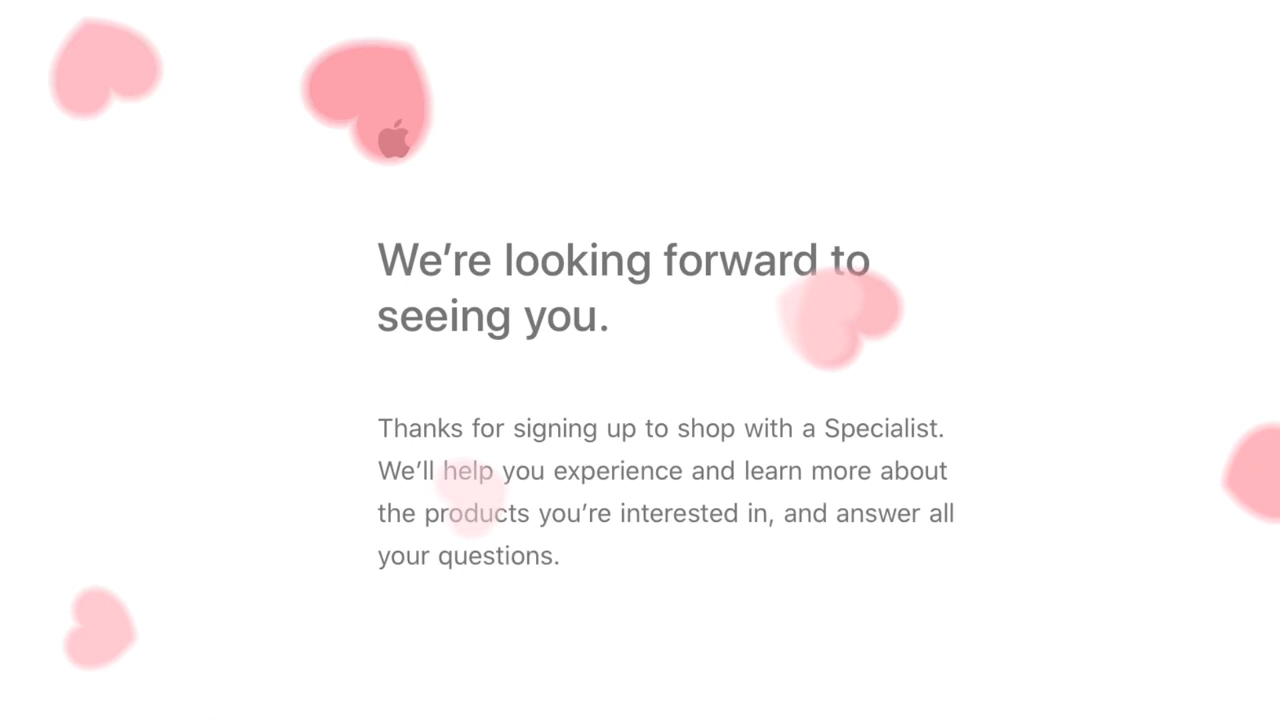 We’re looking forward to
seeing you.
Thanks for signing up to shop with a Specialist.
We’ll help you experience and learn more about
the products you’re interested in, and answer all
your questions.